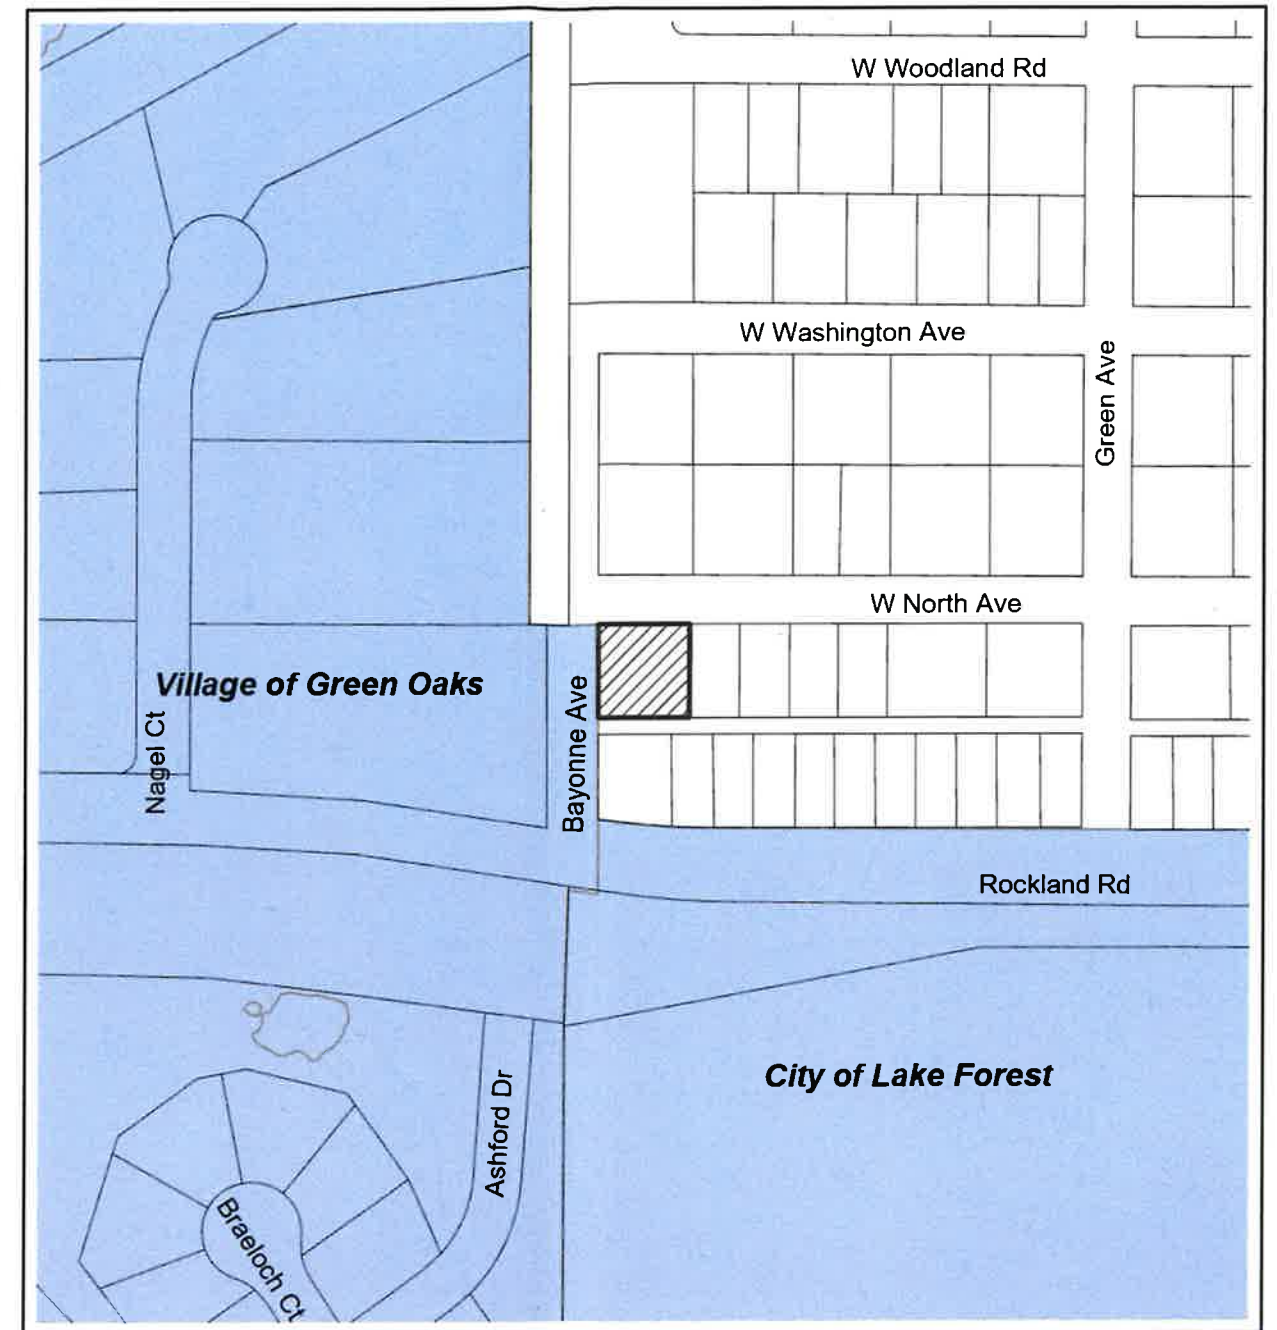 W Woodland Rd
W Washington Ave
Green Ave
W North Ave
Village of Green Oaks
Nagel Ct
Bayonne Ave
Rockland Rd
City of Lake Forest
Ashford Dr
Braeloch Ct